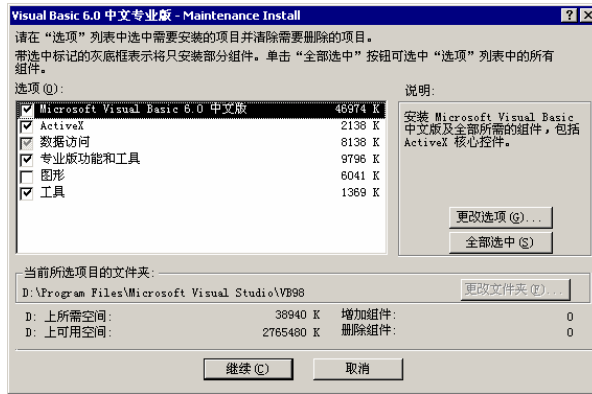 Visual Basic 6.0 中文专业版 - Maintenance Install
请在“选项”列表中选中需要安装的项目并清除需要删除的项目。
带选中标记的灰底框表示将只安装部分组件。单击“全部选中”按钮可选中“选项”列表中的所有
组件。
选项(O):
说明:
Microsoft Visual Basic 6.0 中文版 46974 K
ActiveX 2138 K
数据访问 8138 K
专业版功能和工具 9796 K
图形 6041 K
工具 1369 K
安装 Microsoft Visual Basic
中文版及全部所需的组件，包括
ActiveX 核心控件。
更改选项(G)...
全部选中(S)
当前所选项目的文件夹:
D:\Program Files\Microsoft Visual Studio\VB98
更改文件夹(F)...
D: 上所需空间: 38940 K 增加组件: 0
D: 上可用空间: 2765480 K 删除组件: 0
继续(C)
取消